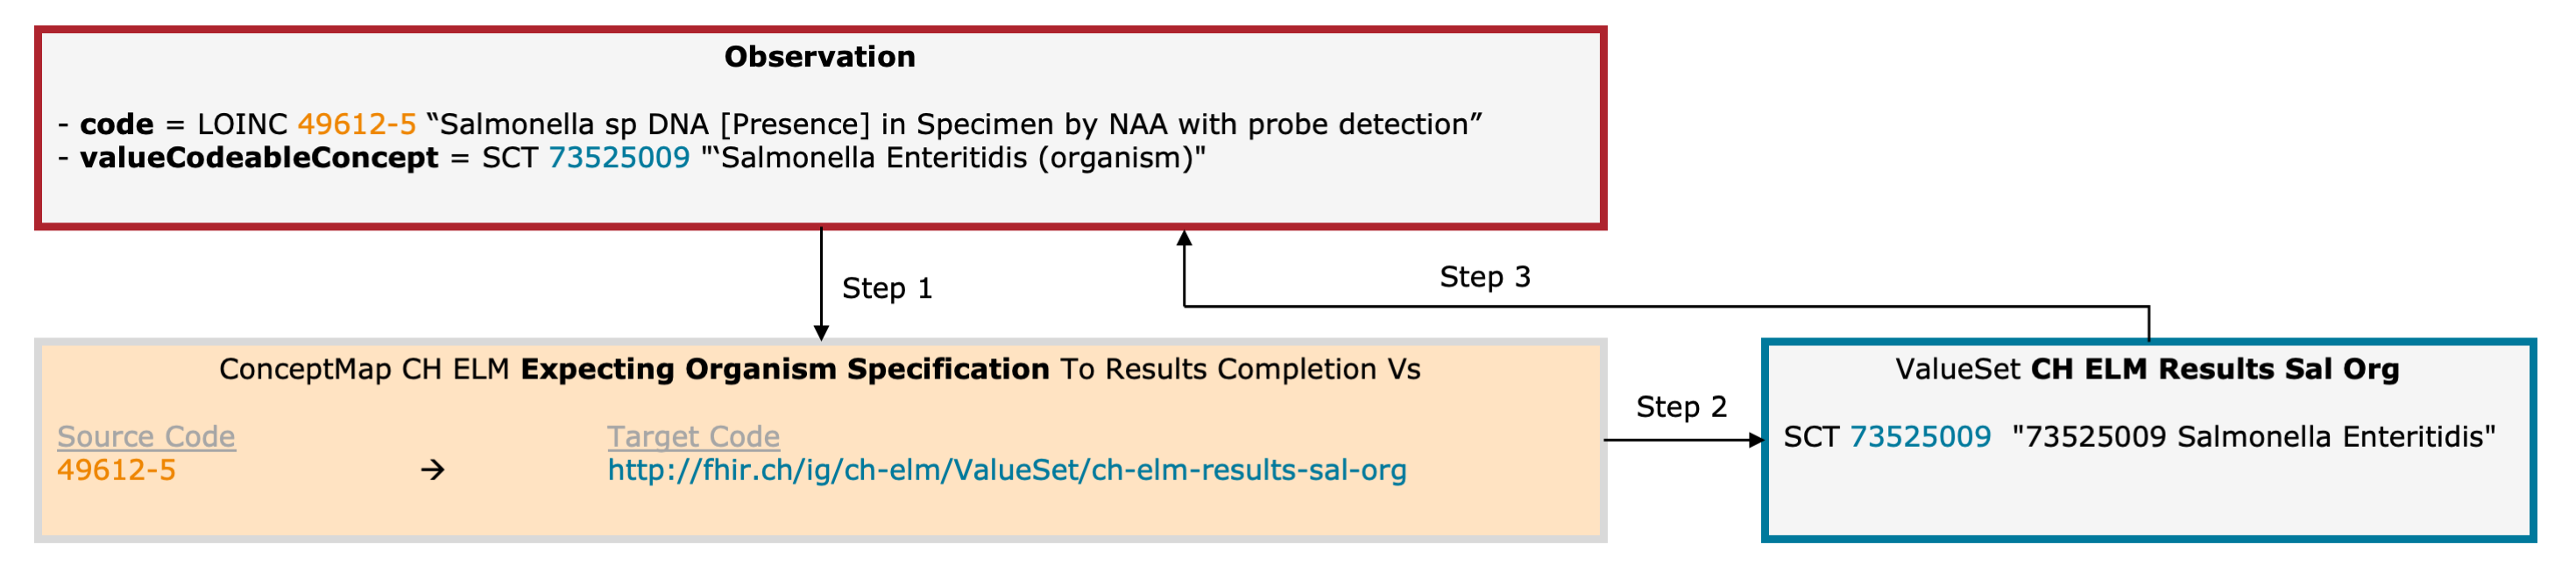 Observation
- code = LOINC 49612-5 “Salmonella sp DNA [Presence] in Specimen by NAA with probe detection”
- valueCodeableConcept = SCT 73525009 "‘Salmonella Enteritidis (organism)"
Step 1
Step 3
ConceptMap CH ELM Expecting Organism Specification To Results Completion Vs
Source Code Target Code
49612-5 → http://fhir.ch/ig/ch-elm/ValueSet/ch-elm-results-sal-org
Step 2
ValueSet CH ELM Results Sal Org
SCT 73525009 "73525009 Salmonella Enteritidis"